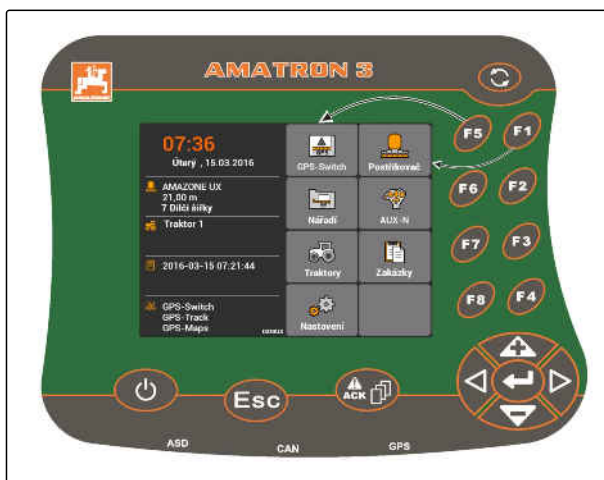 AMATRON 3
07:36
Úterý , 15.03.2016
AMAZONE UX
21,00 m
7 Dílčí šířky
Traktor 1
2016-03-15 07:21:44
GPS-Switch
GPS-Track
GPS-Maps
GPS-Switch
Postřikovač
Nářadí
AUX-N
Traktory
Zakázky
Nastavení
F5
F1
F6
F2
F7
F3
F8
F4
Esc
ACK
ASD
CAN
GPS